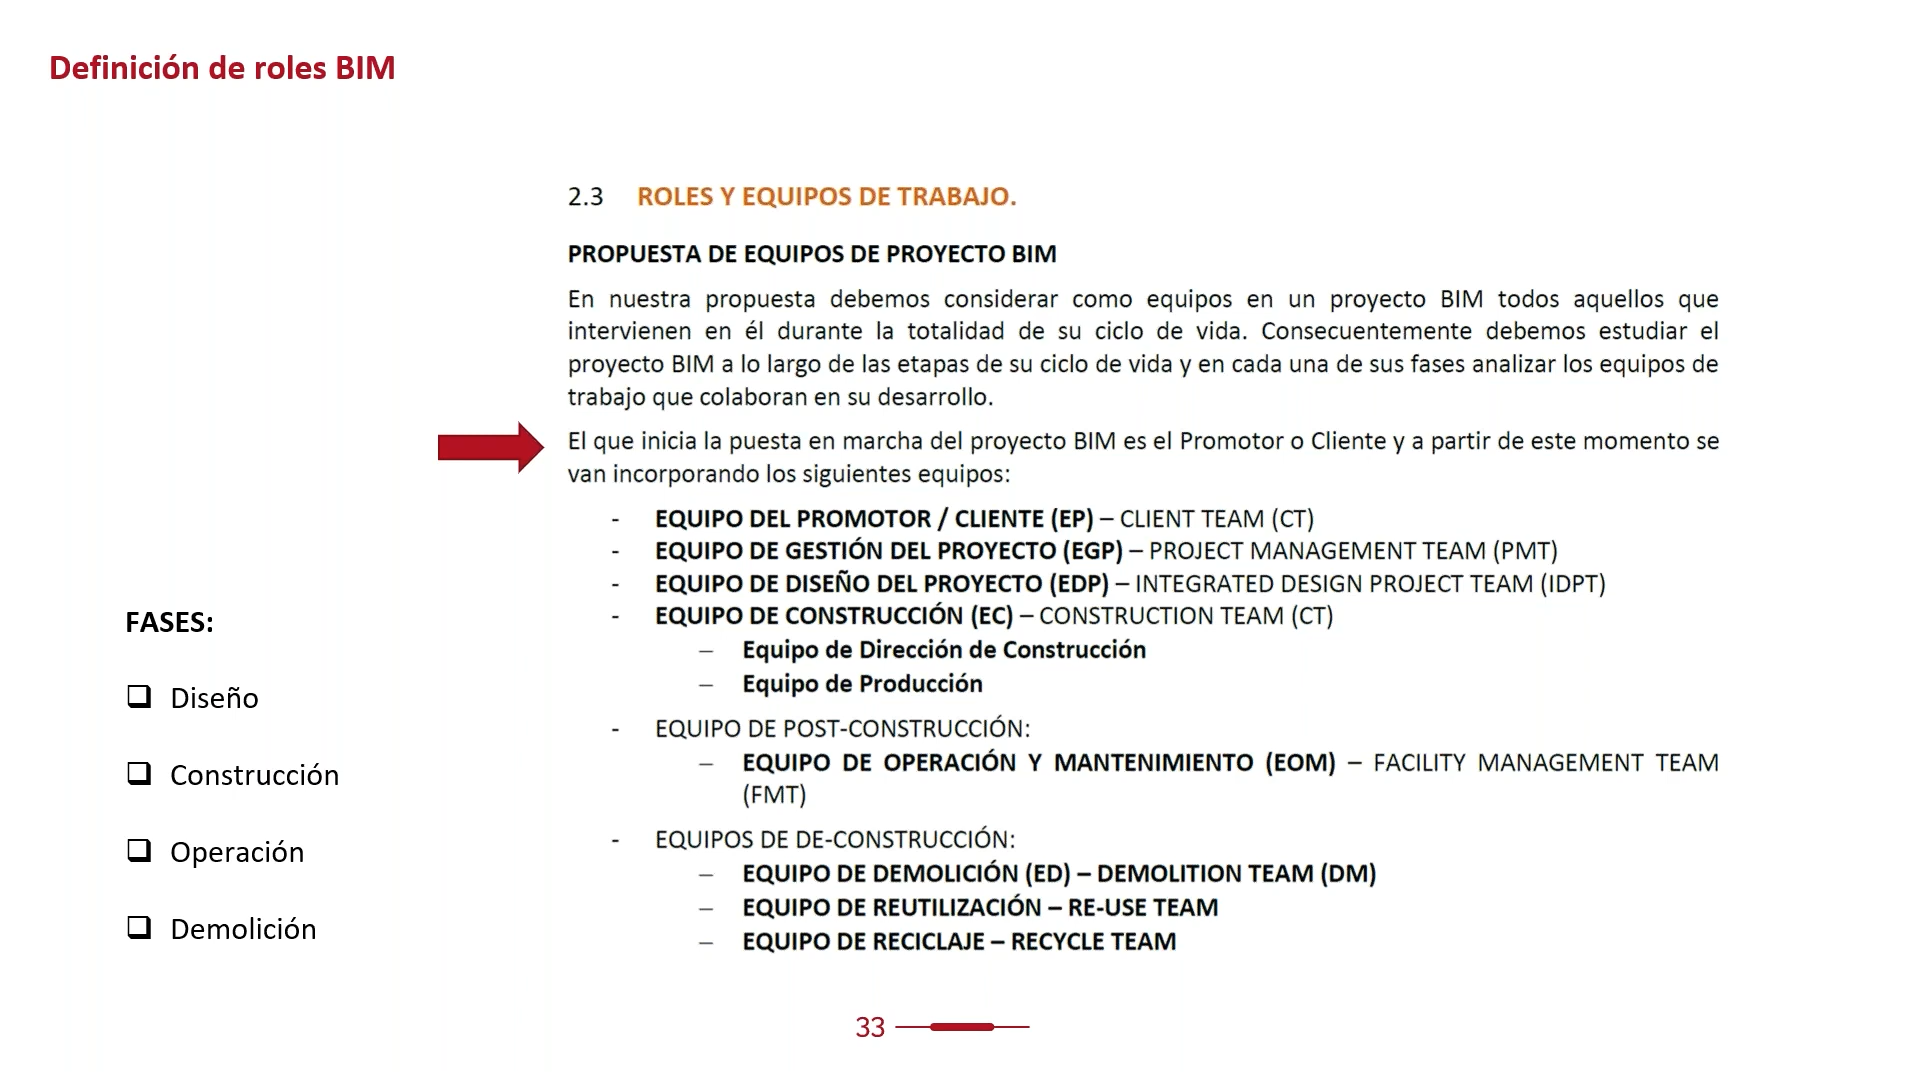 Definición de roles BIM
2.3 ROLES Y EQUIPOS DE TRABAJO.
PROPUESTA DE EQUIPOS DE PROYECTO BIM
En nuestra propuesta debemos considerar como equipos en un proyecto BIM todos aquellos que
intervienen en él durante la totalidad de su ciclo de vida. Consecuentemente debemos estudiar el
proyecto BIM a lo largo de las etapas de su ciclo de vida y en cada una de sus fases analizar los equipos de
trabajo que colaboran en su desarrollo.
El que inicia la puesta en marcha del proyecto BIM es el Promotor o Cliente y a partir de este momento se
van incorporando los siguientes equipos:
- EQUIPO DEL PROMOTOR / CLIENTE (EP) – CLIENT TEAM (CT)
- EQUIPO DE GESTIÓN DEL PROYECTO (EGP) – PROJECT MANAGEMENT TEAM (PMT)
- EQUIPO DE DISEÑO DEL PROYECTO (EDP) – INTEGRATED DESIGN PROJECT TEAM (IDPT)
- EQUIPO DE CONSTRUCCIÓN (EC) – CONSTRUCTION TEAM (CT)
– Equipo de Dirección de Construcción
– Equipo de Producción
- EQUIPO DE POST-CONSTRUCCIÓN:
– EQUIPO DE OPERACIÓN Y MANTENIMIENTO (EOM) – FACILITY MANAGEMENT TEAM
(FMT)
- EQUIPOS DE DE-CONSTRUCCIÓN:
– EQUIPO DE DEMOLICIÓN (ED) – DEMOLITION TEAM (DM)
– EQUIPO DE REUTILIZACIÓN – RE-USE TEAM
– EQUIPO DE RECICLAJE – RECYCLE TEAM
FASES:
❑ Diseño
❑ Construcción
❑ Operación
❑ Demolición
33